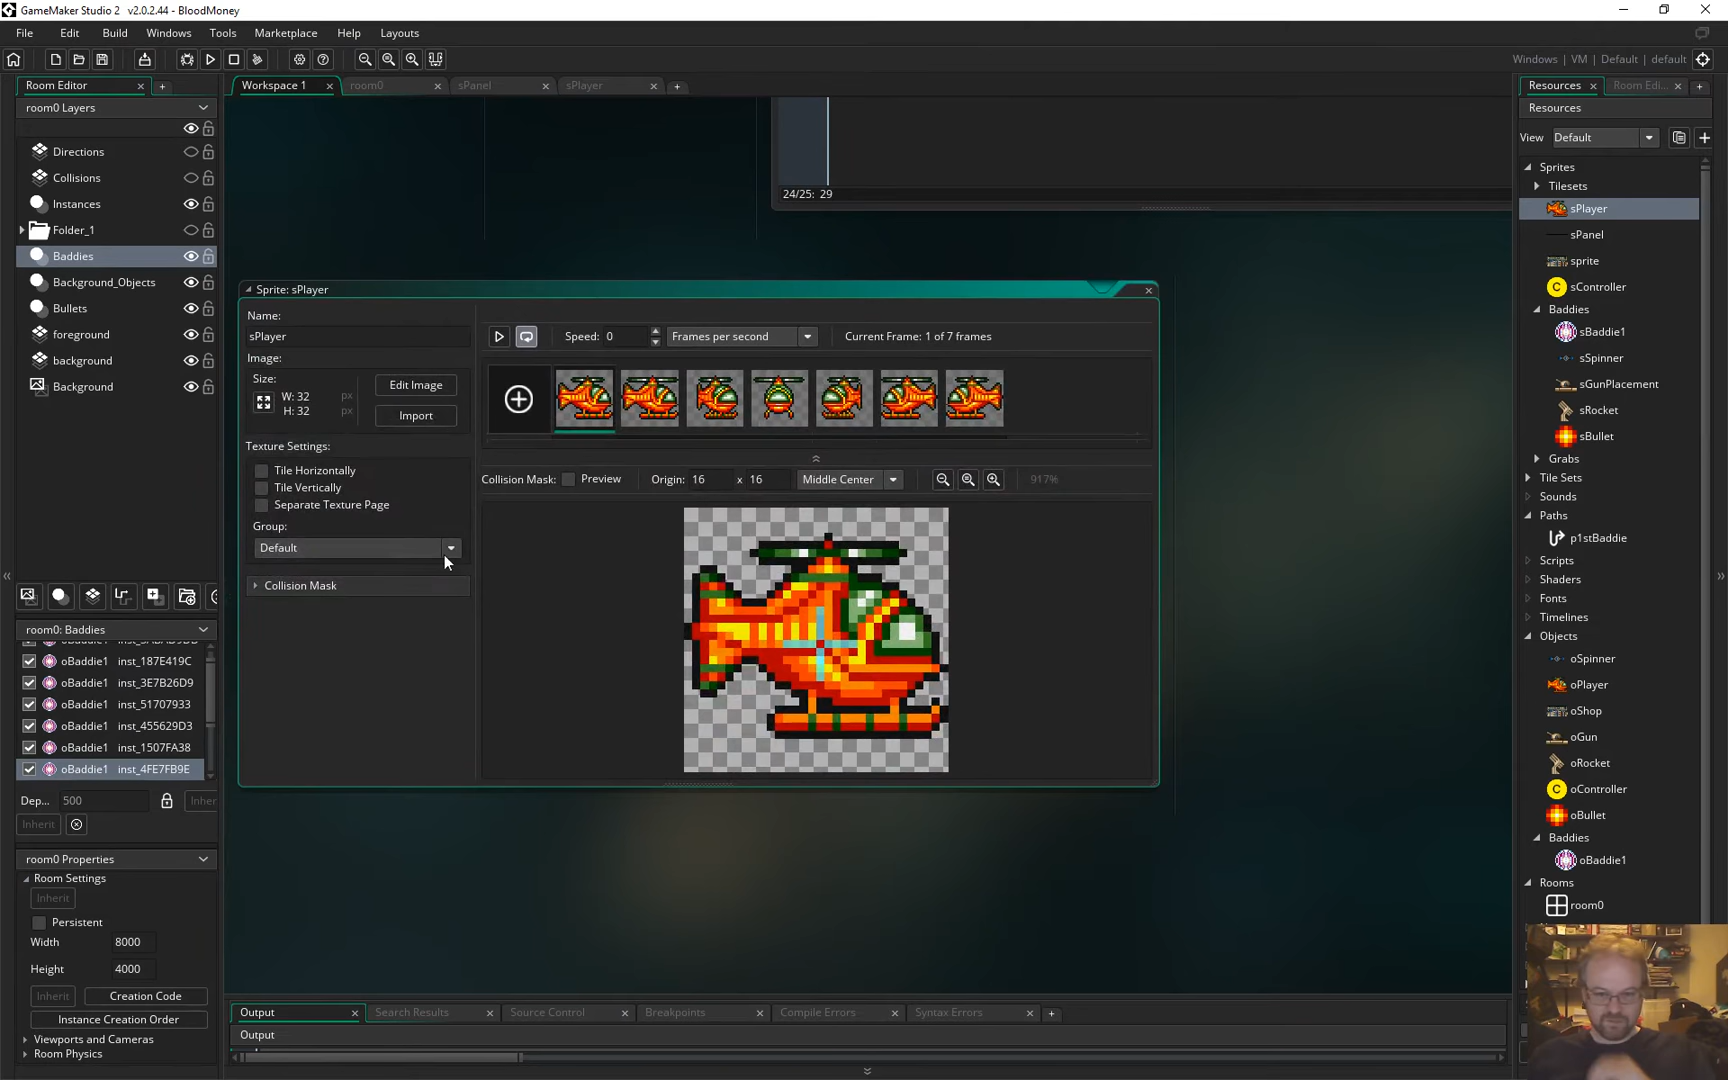 GameMaker Studio 2 v2.0.2.44 - BloodMoney
File Edit Build Windows Tools Marketplace Help Layouts
Windows | VM | Default | default
Room Editor
Workspace 1
room0
sPanel
sPlayer
Resources
Room Edi...
room0 Layers
Resources
View Default
Directions
Collisions
Instances
Folder_1
Baddies
Background_Objects
Bullets
foreground
background
Background
24/25: 29
Sprite: sPlayer
Name:
sPlayer
Image:
Size:
W: 32 px
H: 32 px
Edit Image
Import
Texture Settings:
Tile Horizontally
Tile Vertically
Separate Texture Page
Group:
Default
Collision Mask
Speed: 0
Frames per second
Current Frame: 1 of 7 frames
Collision Mask: Preview
Origin: 16 x 16
Middle Center
917%
Sprites
Tilesets
sPlayer
sPanel
sprite
sController
Baddies
sBaddie1
sSpinner
sGunPlacement
sRocket
sBullet
Grabs
Tile Sets
Sounds
Paths
p1stBaddie
Scripts
Shaders
Fonts
Timelines
Objects
oSpinner
oPlayer
oShop
oGun
oRocket
oController
oBullet
Baddies
oBaddie1
Rooms
room0
room0: Baddies
oBaddie1 inst_187E419C
oBaddie1 inst_3E7B26D9
oBaddie1 inst_51707933
oBaddie1 inst_455629D3
oBaddie1 inst_1507FA38
oBaddie1 inst_4FE7FB9E
Dep... 500
Inher
Inherit
room0 Properties
Room Settings
Inherit
Persistent
Width 8000
Height 4000
Inherit
Creation Code
Instance Creation Order
Viewports and Cameras
Room Physics
Output
Search Results
Source Control
Breakpoints
Compile Errors
Syntax Errors
Output